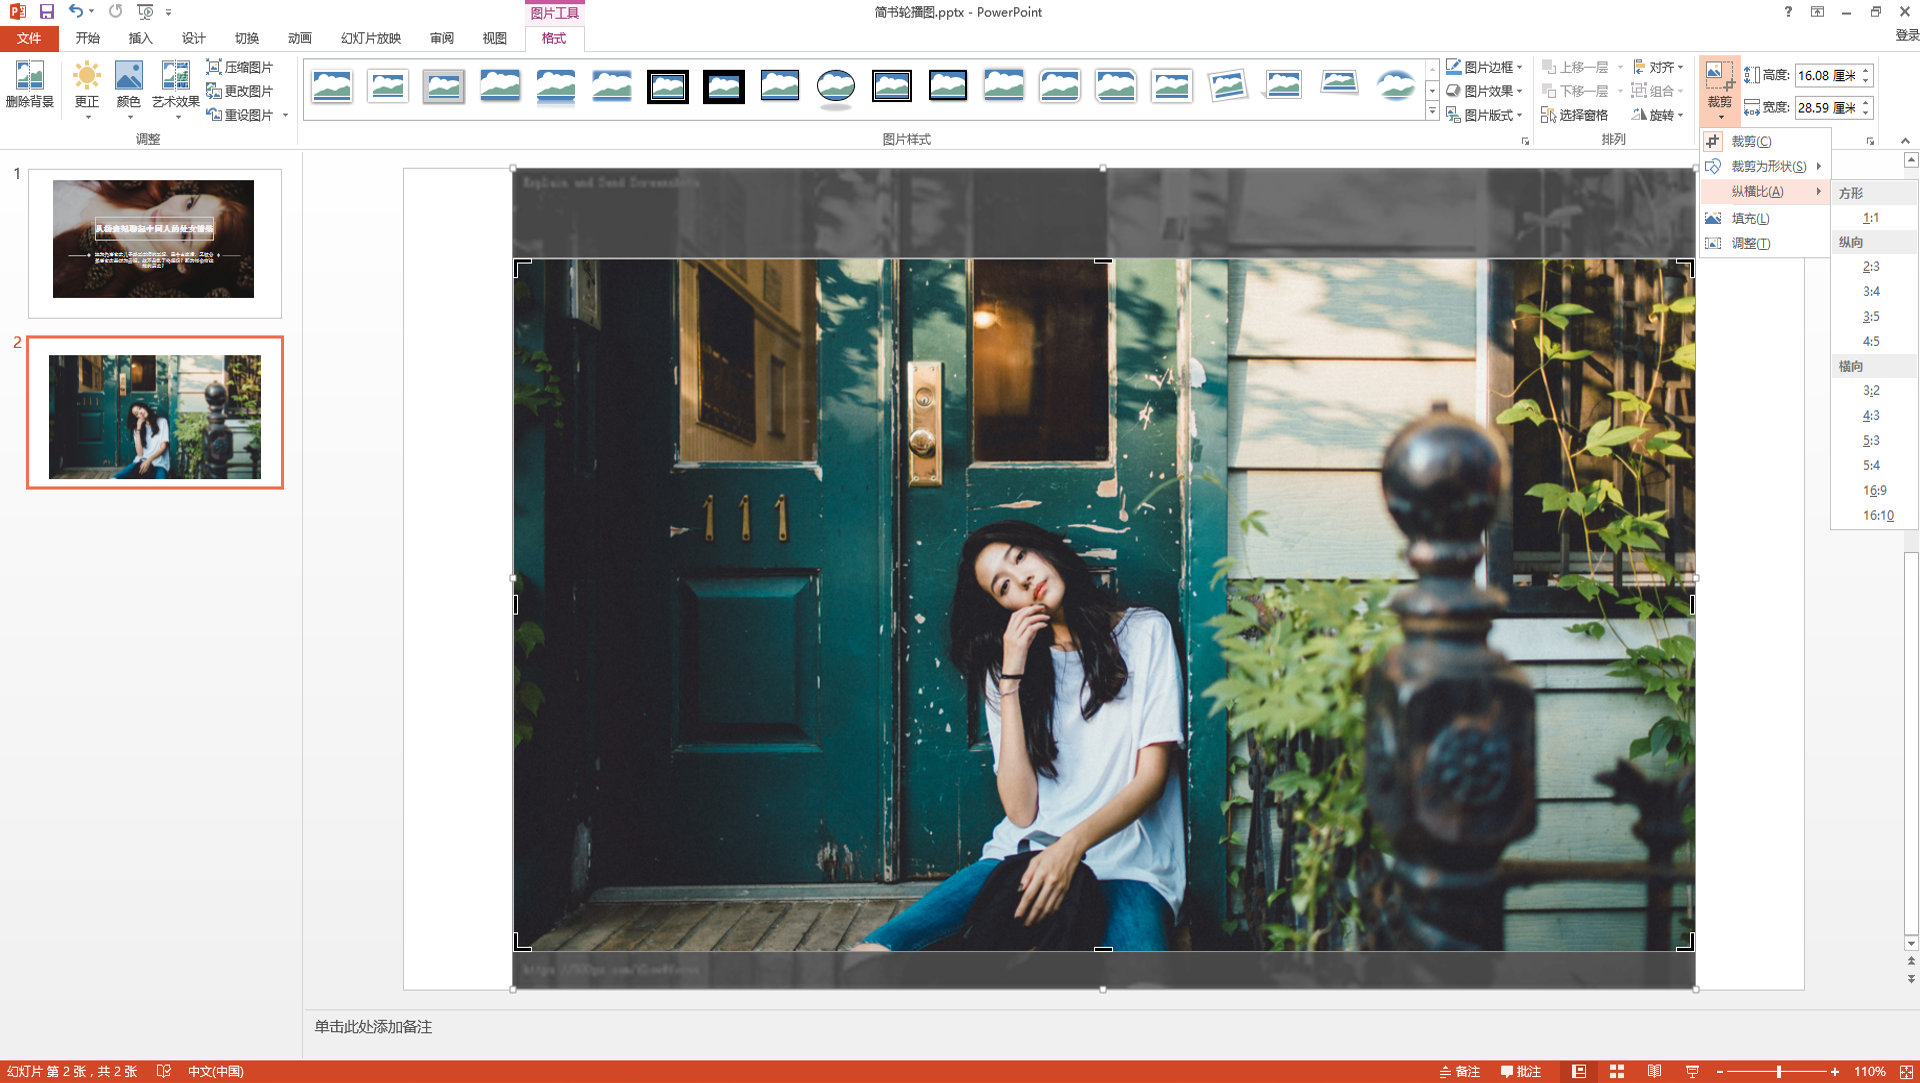 简书轮播图.pptx - PowerPoint
图片工具
登录
文件 开始 插入 设计 切换 动画 幻灯片放映 审阅 视图 格式
删除背景
更正
颜色
艺术效果
压缩图片
更改图片
重设图片
调整
图片样式
图片边框
图片效果
图片版式
上移一层
下移一层
选择窗格
对齐
组合
旋转
排列
裁剪
高度: 16.08 厘米
宽度: 28.59 厘米
裁剪(C)
裁剪为形状(S)
纵横比(A)
填充(L)
调整(T)
方形
1:1
纵向
2:3
3:4
3:5
4:5
横向
3:2
4:3
5:3
5:4
16:9
16:10
1
2
Explain and Send Screenshots
111
单击此处添加备注
幻灯片 第 2 张，共 2 张
中文(中国)
备注
批注
110%